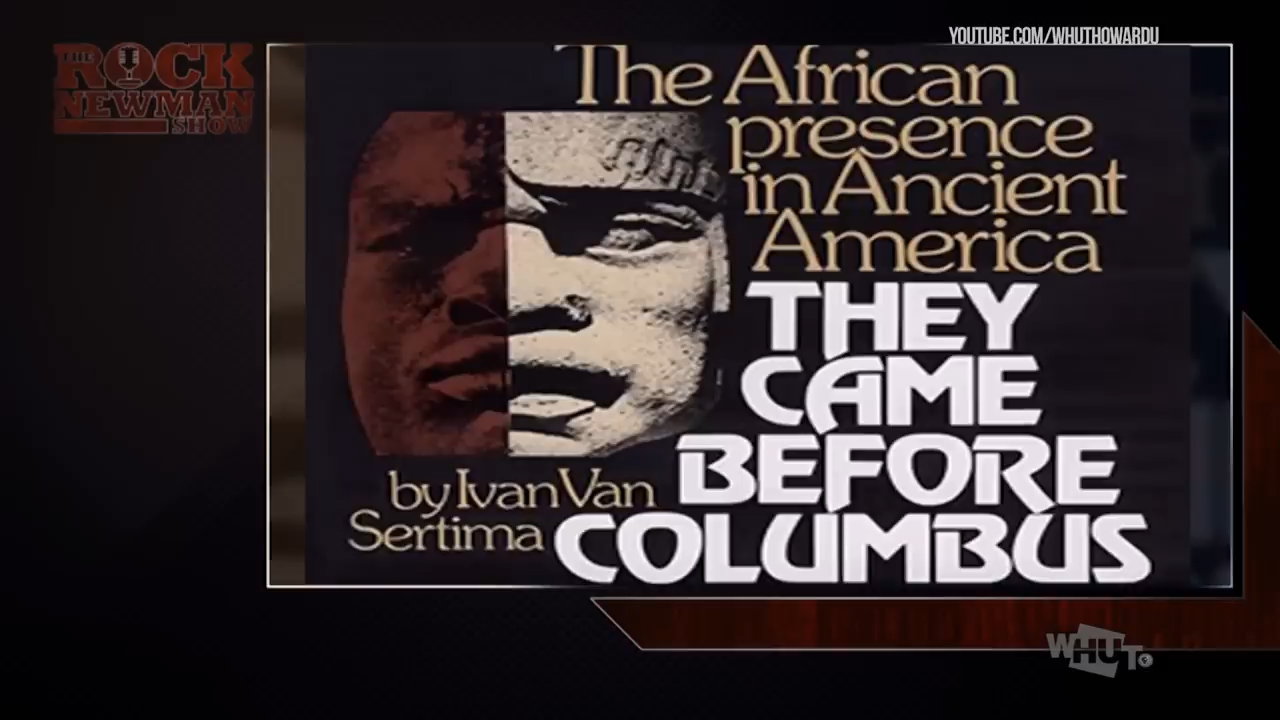 YOUTUBE.COM/WHUTHOWARDU
THE
ROCK
NEWMAN
SHOW
The African
presence
in Ancient
America
THEY
CAME
BEFORE
COLUMBUS
by Ivan Van
Sertima
WHUT